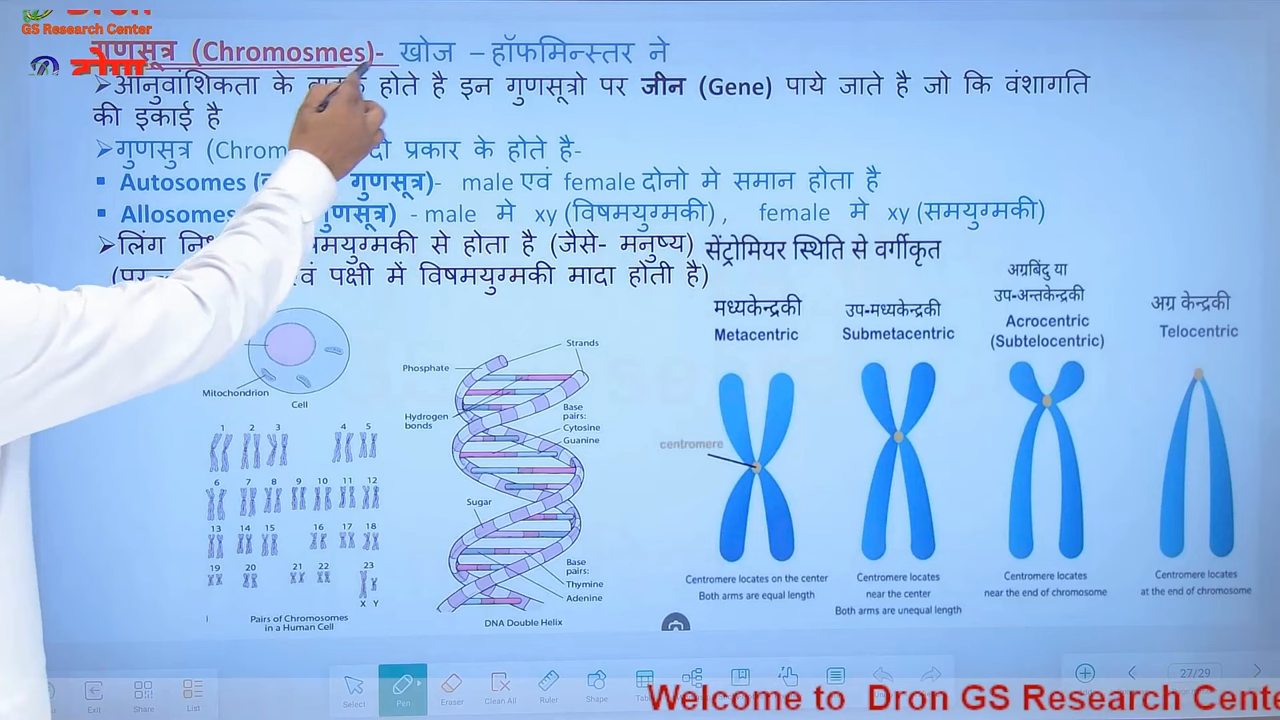 Dron
GS Research Center
द्रोण
गुणसूत्र (Chromosmes)- खोज – हॉफमिन्स्तर ने
➢आनुवांशिकता के होते है इन गुणसूत्रो पर जीन (Gene) पाये जाते है जो कि वंशागति
की इकाई है
➢गुणसुत्र (Chrom दो प्रकार के होते है-
▪ Autosomes ( गुणसूत्र)- male एवं female दोनो मे समान होता है
▪ Allosomes गुणसूत्र) - male मे xy (विषमयुग्मकी), female मे xy (समयुग्मकी)
➢लिंग से होता है (जैसे- मनुष्य)
पक्षी में विषमयुग्मकी मादा होती है)
सेंट्रोमियर स्थिति से वर्गीकृत
मध्यकेन्द्रकी
Metacentric
उप-मध्यकेन्द्रकी
Submetacentric
अग्रबिंदु या
उप-अन्तकेन्द्रकी
Acrocentric
(Subtelocentric)
अग्र केन्द्रकी
Telocentric
Mitochondrion
Cell
1 2 3 4 5
6 7 8 9 10 11 12
13 14 15 16 17 18
19 20 21 22 23
X Y
Pairs of Chromosomes
in a Human Cell
Strands
Phosphate
Hydrogen
bonds
Base
pairs:
Cytosine
Guanine
Sugar
Base
pairs:
Thymine
Adenine
DNA Double Helix
centromere
Centromere locates on the center
Both arms are equal length
Centromere locates
near the center
Both arms are unequal length
Centromere locates
near the end of chromosome
Centromere locates
at the end of chromosome
Exit Share List Select Pen Eraser Clean All Ruler Shape
27/29
Welcome to Dron GS Research Cente